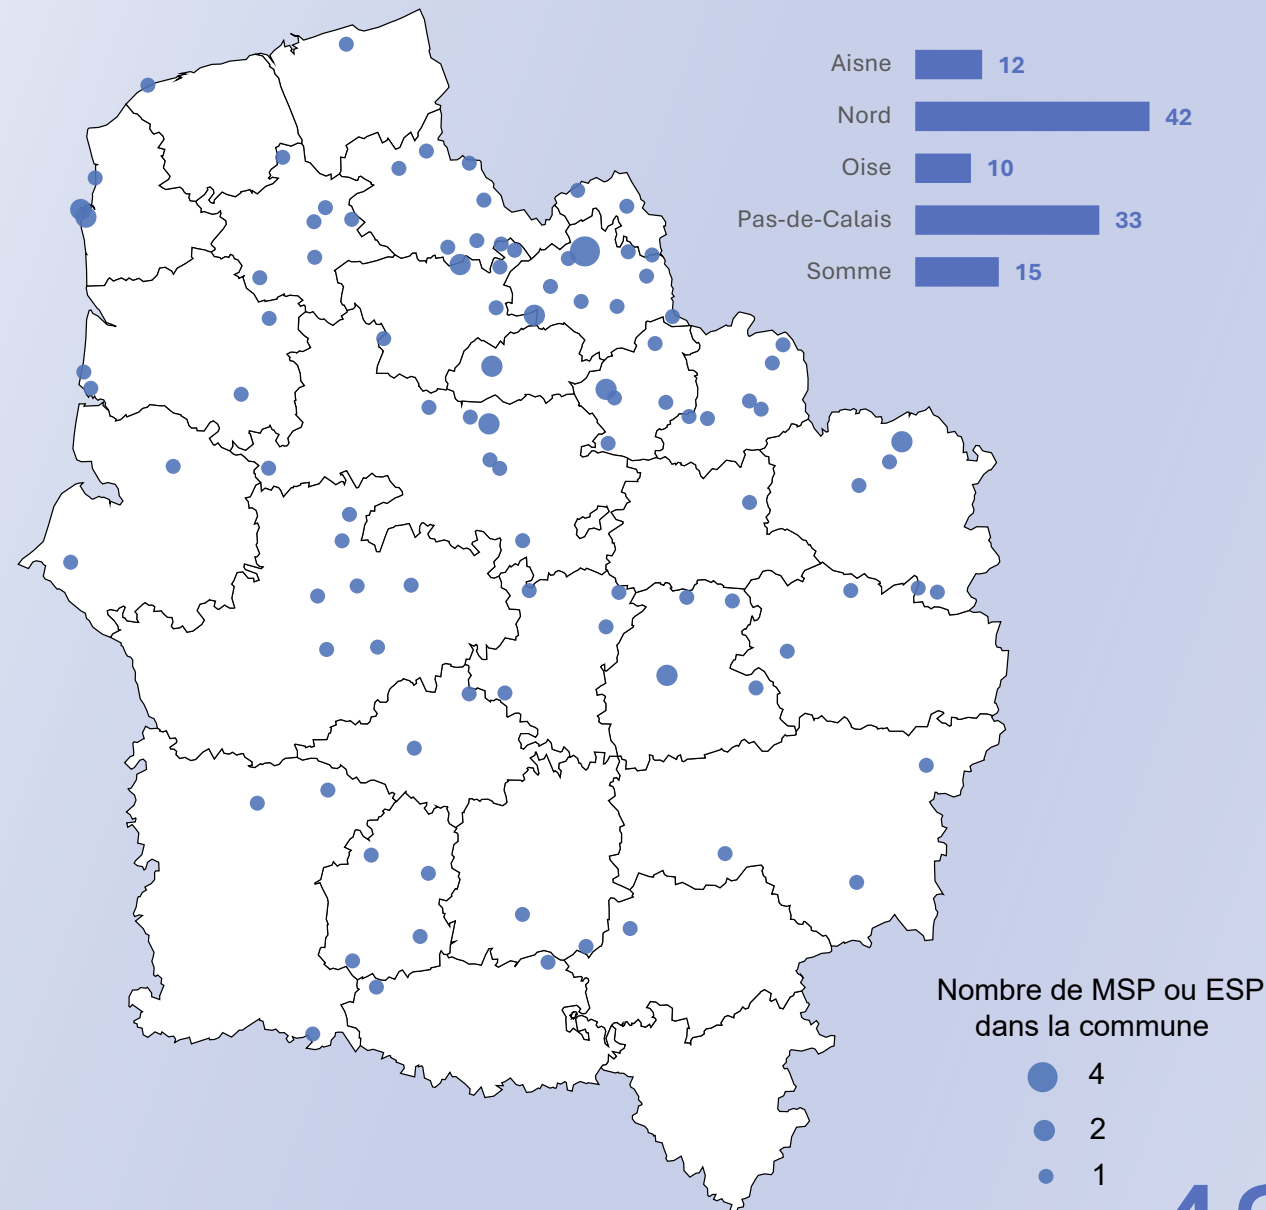 Aisne 12
Nord 42
Oise 10
Pas-de-Calais 33
Somme 15
Nombre de MSP ou ESP
dans la commune
4
2
1